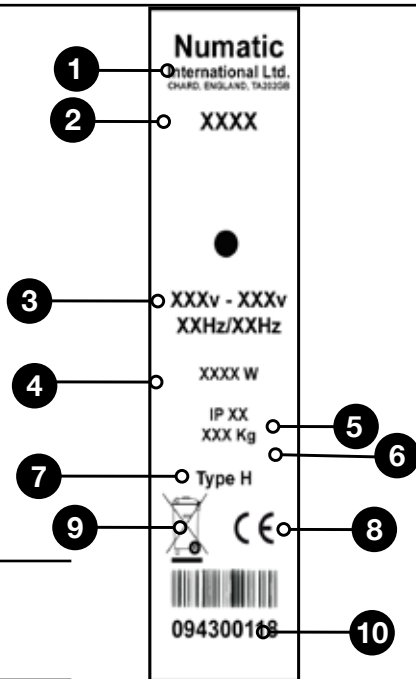 Numatic
International Ltd.
CHARD, ENGLAND, TA202GB
1
XXXX
2
XXXv - XXXv
3
XXHz/XXHz
XXXX W
4
IP XX
5
XXX Kg
6
Type H
7
9
CE
8
094300118
10